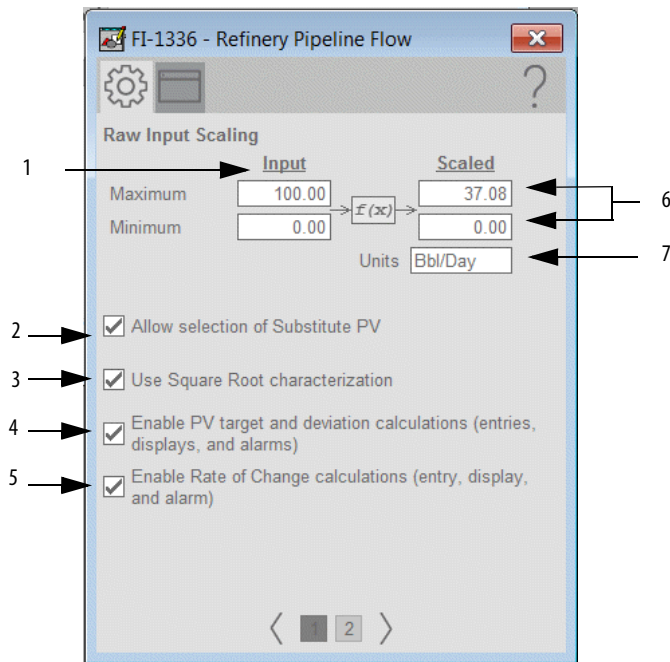 FI-1336 - Refinery Pipeline Flow
?
Raw Input Scaling
1
Input Scaled
Maximum 100.00 f(x) 37.08
6
Minimum 0.00 0.00
Units Bbl/Day
7
2
Allow selection of Substitute PV
3
Use Square Root characterization
4
Enable PV target and deviation calculations (entries,
displays, and alarms)
5
Enable Rate of Change calculations (entry, display,
and alarm)
1 2